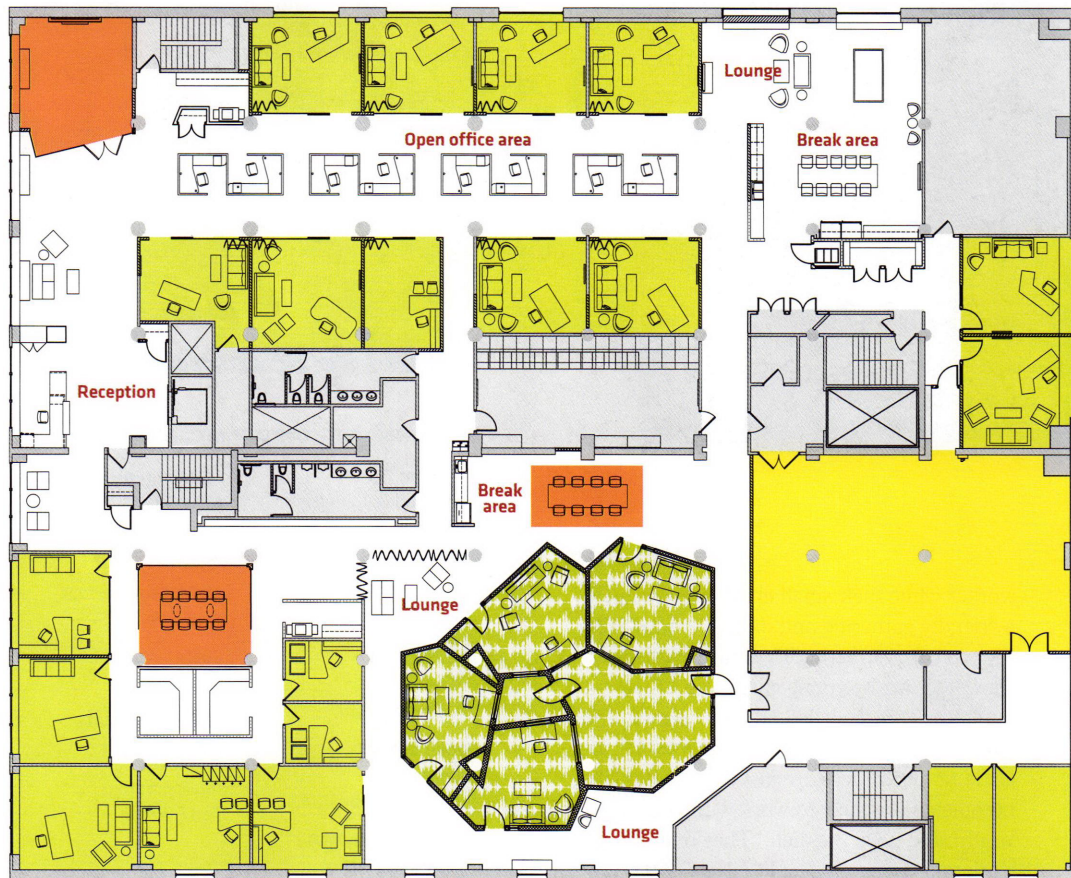 Lounge
Open office area
Break area
Reception
Break
area
Lounge
Lounge